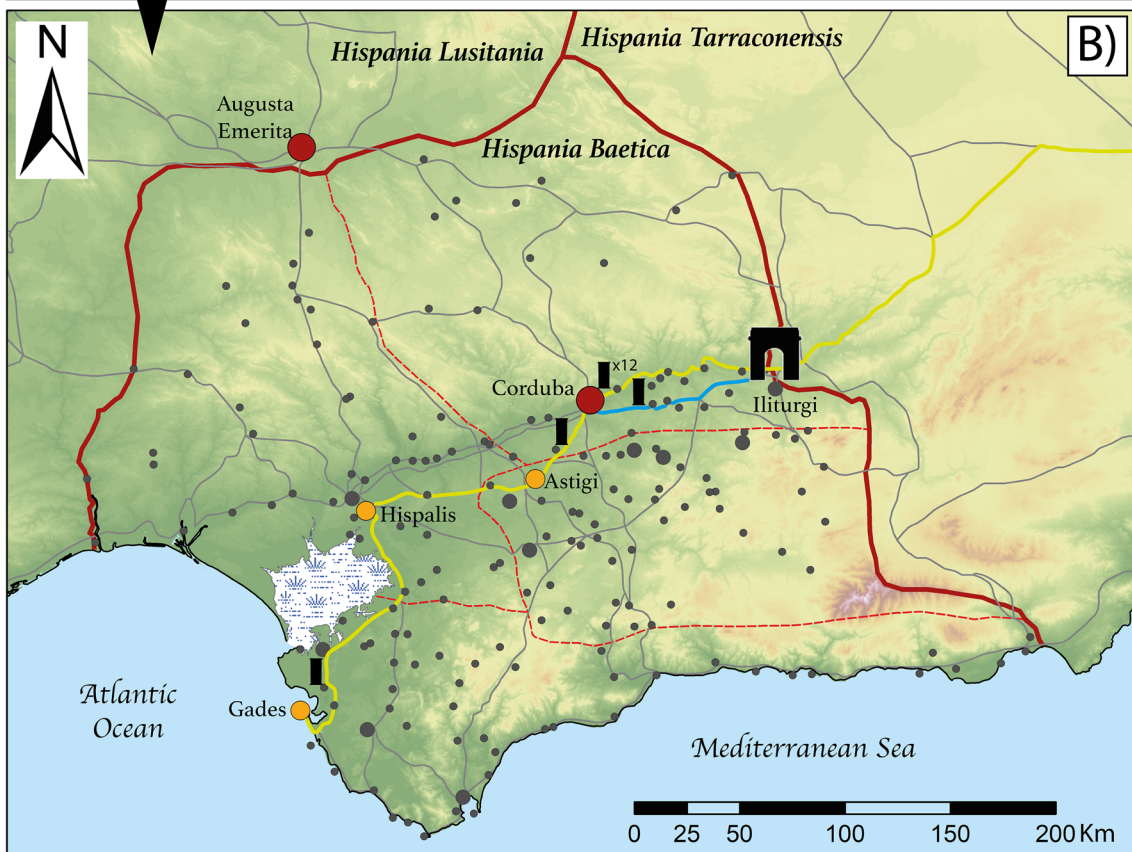 B)
N
Hispania Lusitania
Hispania Tarraconensis
Augusta
Emerita
Hispania Baetica
x12
Corduba
Iliturgi
Astigi
Hispalis
Gades
Atlantic
Ocean
Mediterranean Sea
0 25 50 100 150 200 Km